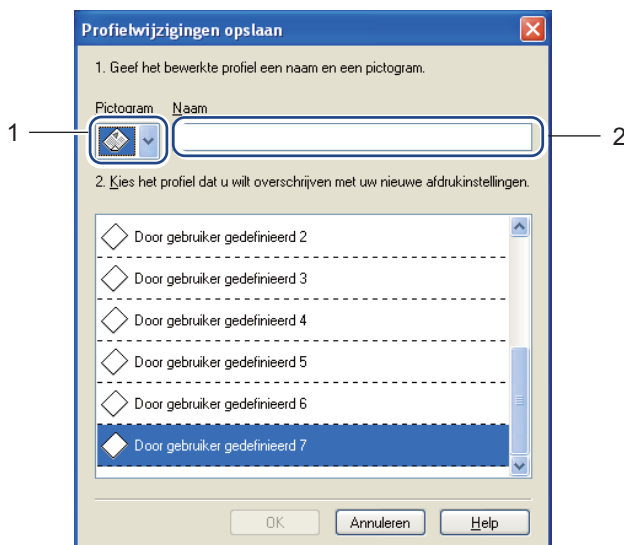 Profielwijzigingen opslaan
1. Geef het bewerkte profiel een naam en een pictogram.
Pictogram Naam
1
2
2. Kies het profiel dat u wilt overschrijven met uw nieuwe afdrukinstellingen.
Door gebruiker gedefinieerd 2
Door gebruiker gedefinieerd 3
Door gebruiker gedefinieerd 4
Door gebruiker gedefinieerd 5
Door gebruiker gedefinieerd 6
Door gebruiker gedefinieerd 7
OK Annuleren Help